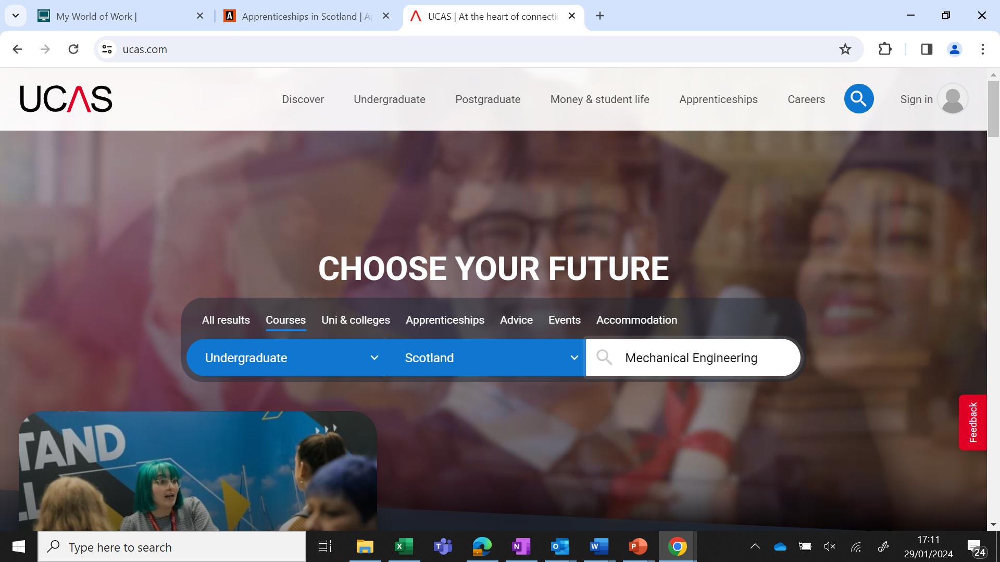 My World of Work |
Apprenticeships in Scotland | A
UCAS | At the heart of connecti
ucas.com
UCAS
Discover
Undergraduate
Postgraduate
Money & student life
Apprenticeships
Careers
Sign in
CHOOSE YOUR FUTURE
All results
Courses
Uni & colleges
Apprenticeships
Advice
Events
Accommodation
Undergraduate
Scotland
Mechanical Engineering
Feedback
TAND
LL
Type here to search
17:11
29/01/2024
24